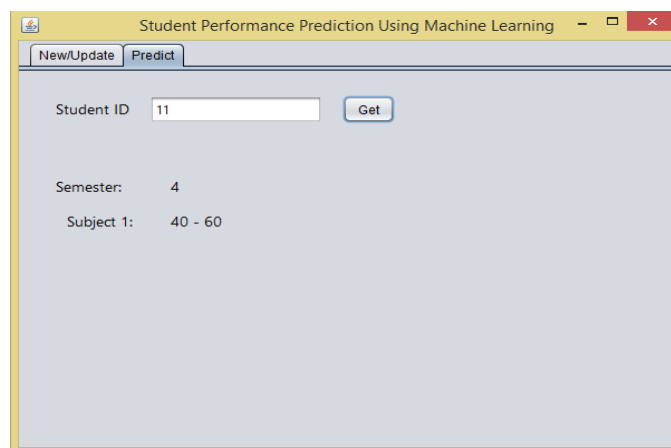 Student Performance Prediction Using Machine Learning
New/Update Predict
Student ID 11 Get
Semester: 4
Subject 1: 40 - 60